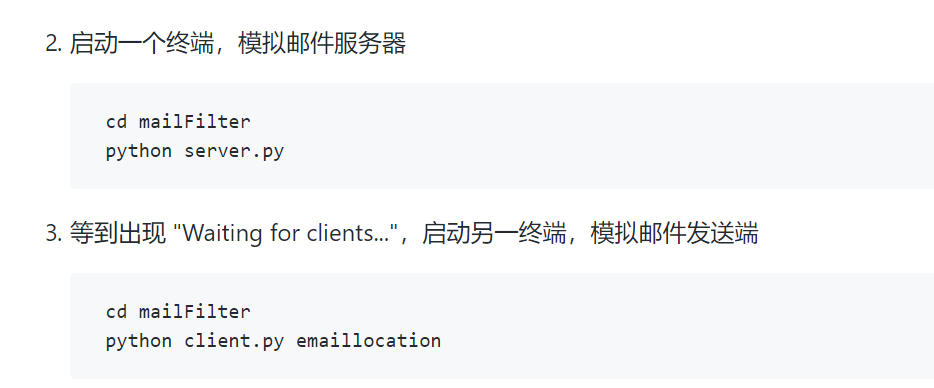 2. 启动一个终端，模拟邮件服务器
cd mailFilter
python server.py
3. 等到出现 "Waiting for clients..."，启动另一终端，模拟邮件发送端
cd mailFilter
python client.py emaillocation